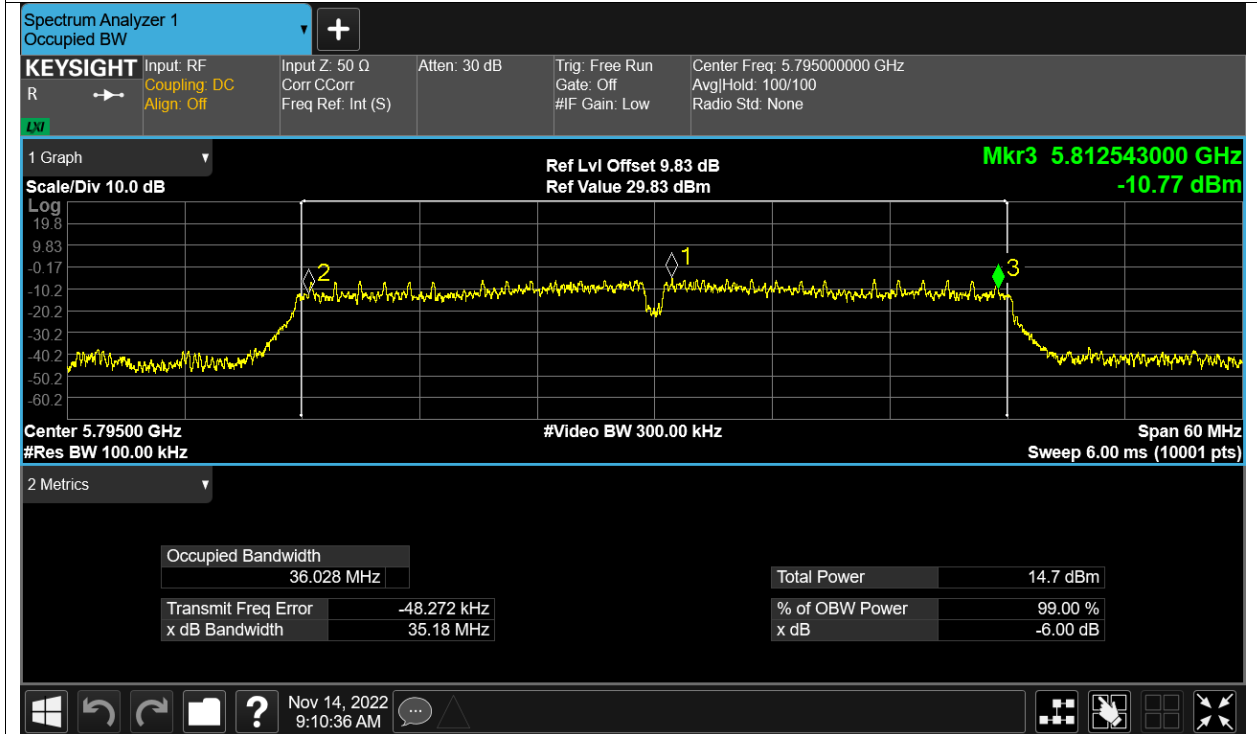 Spectrum Analyzer 1
Occupied BW
+
KEYSIGHT
R
LXI
Input: RF
Coupling: DC
Align: Off
Input Z: 50 Ω
Corr CCorr
Freq Ref: Int (S)
Atten: 30 dB
Trig: Free Run
Gate: Off
#IF Gain: Low
Center Freq: 5.795000000 GHz
Avg|Hold: 100/100
Radio Std: None
1 Graph
Scale/Div 10.0 dB
Ref Lvl Offset 9.83 dB
Ref Value 29.83 dBm
Mkr3 5.812543000 GHz
-10.77 dBm
Log
19.8
9.83
-0.17
-10.2
-20.2
-30.2
-40.2
-50.2
-60.2
2
1
3
Center 5.79500 GHz
#Video BW 300.00 kHz
Span 60 MHz
#Res BW 100.00 kHz
Sweep 6.00 ms (10001 pts)
2 Metrics
Occupied Bandwidth
36.028 MHz
Transmit Freq Error -48.272 kHz
x dB Bandwidth 35.18 MHz
Total Power 14.7 dBm
% of OBW Power 99.00 %
x dB -6.00 dB
?
Nov 14, 2022
9:10:36 AM